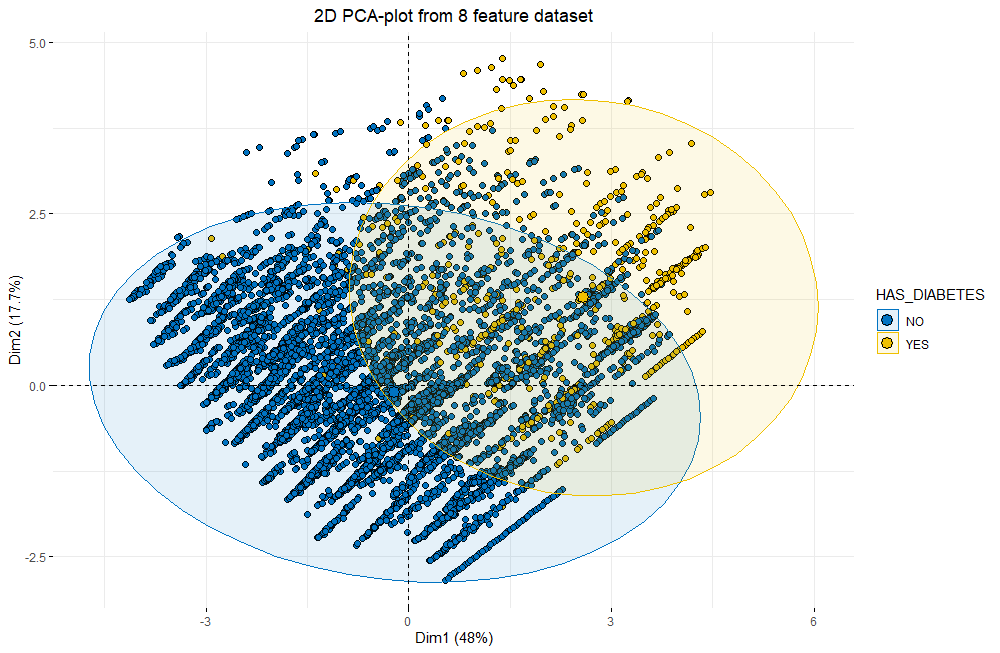 2D PCA-plot from 8 feature dataset
5.0
2.5
0.0
-2.5
Dim2 (17.7%)
-3
0
3
6
Dim1 (48%)
HAS_DIABETES
NO
YES